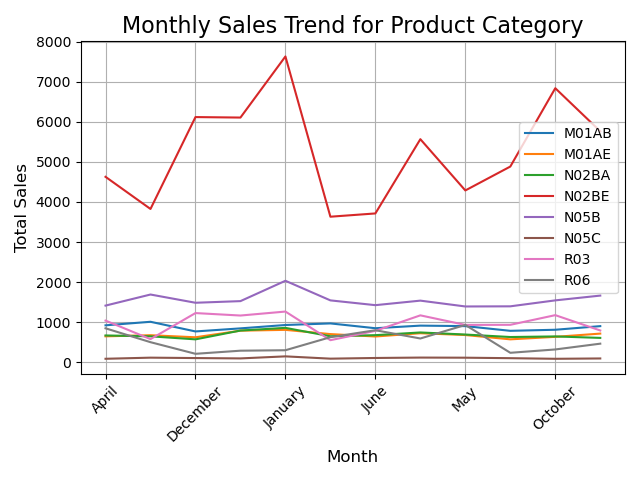 Monthly Sales Trend for Product Category
8000
7000
6000
5000
4000
3000
2000
1000
0
Total Sales
M01AB
M01AE
N02BA
N02BE
N05B
N05C
R03
R06
April
December
January
June
May
October
Month